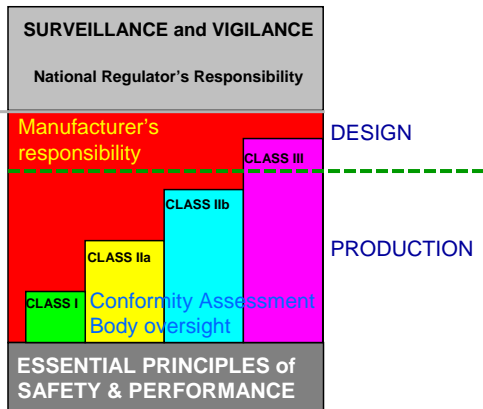 SURVEILLANCE and VIGILANCE
National Regulator's Responsibility
Manufacturer's
responsibility
DESIGN
CLASS III
CLASS IIb
PRODUCTION
CLASS IIa
CLASS I
Conformity Assessment
Body oversight
ESSENTIAL PRINCIPLES of
SAFETY & PERFORMANCE